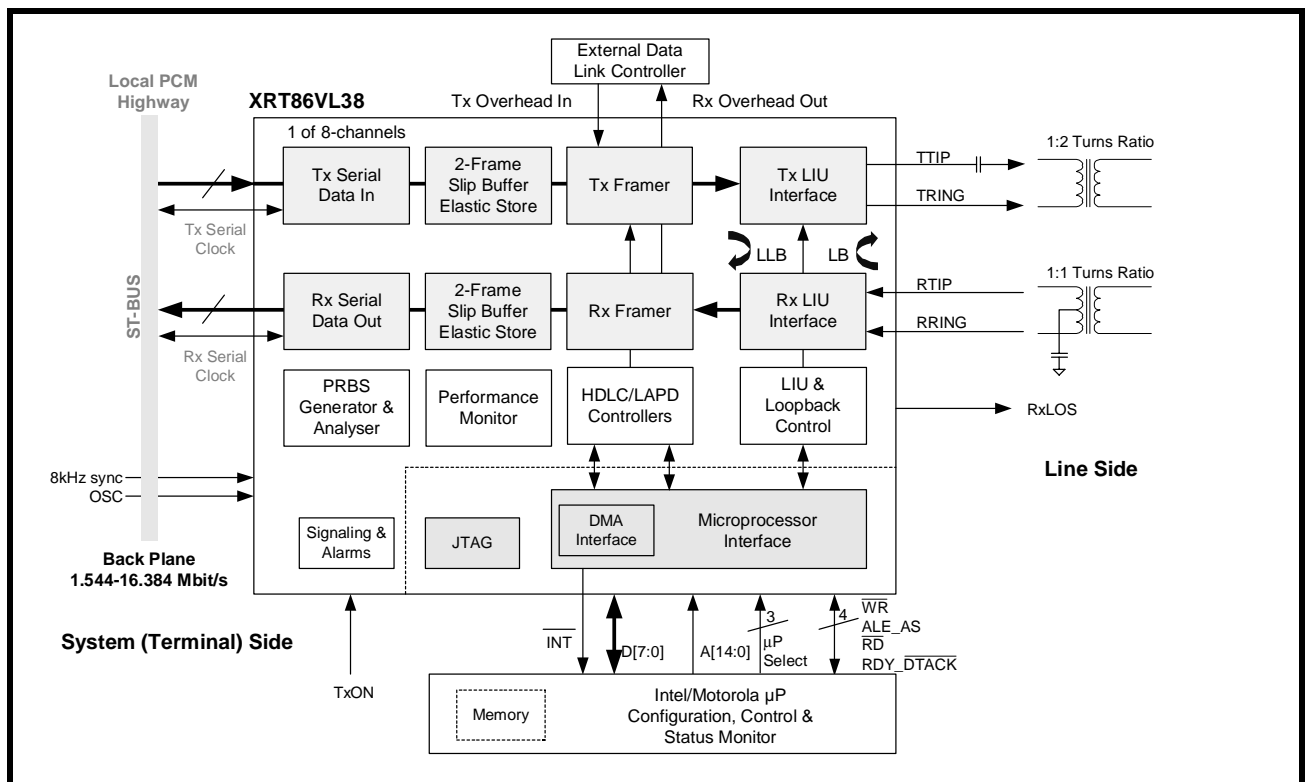 External Data
Link Controller
Local PCM
Highway
XRT86VL38
Tx Overhead In
Rx Overhead Out
1 of 8-channels
Tx Serial
Data In
2-Frame
Slip Buffer
Elastic Store
Tx Framer
Tx LIU
Interface
TTIP
TRING
1:2 Turns Ratio
Tx Serial
Clock
LLB
LB
ST-BUS
Rx Serial
Data Out
2-Frame
Slip Buffer
Elastic Store
Rx Framer
Rx LIU
Interface
RTIP
RRING
1:1 Turns Ratio
Rx Serial
Clock
PRBS
Generator &
Analyser
Performance
Monitor
HDLC/LAPD
Controllers
LIU &
Loopback
Control
RxLOS
Line Side
8kHz sync
OSC
Signaling &
Alarms
JTAG
DMA
Interface
Microprocessor
Interface
Back Plane
1.544-16.384 Mbit/s
System (Terminal) Side
TxON
INT
D[7:0]
A[14:0]
3
µP
Select
4
WR
ALE_AS
RD
RDY_DTACK
Memory
Intel/Motorola µP
Configuration, Control &
Status Monitor